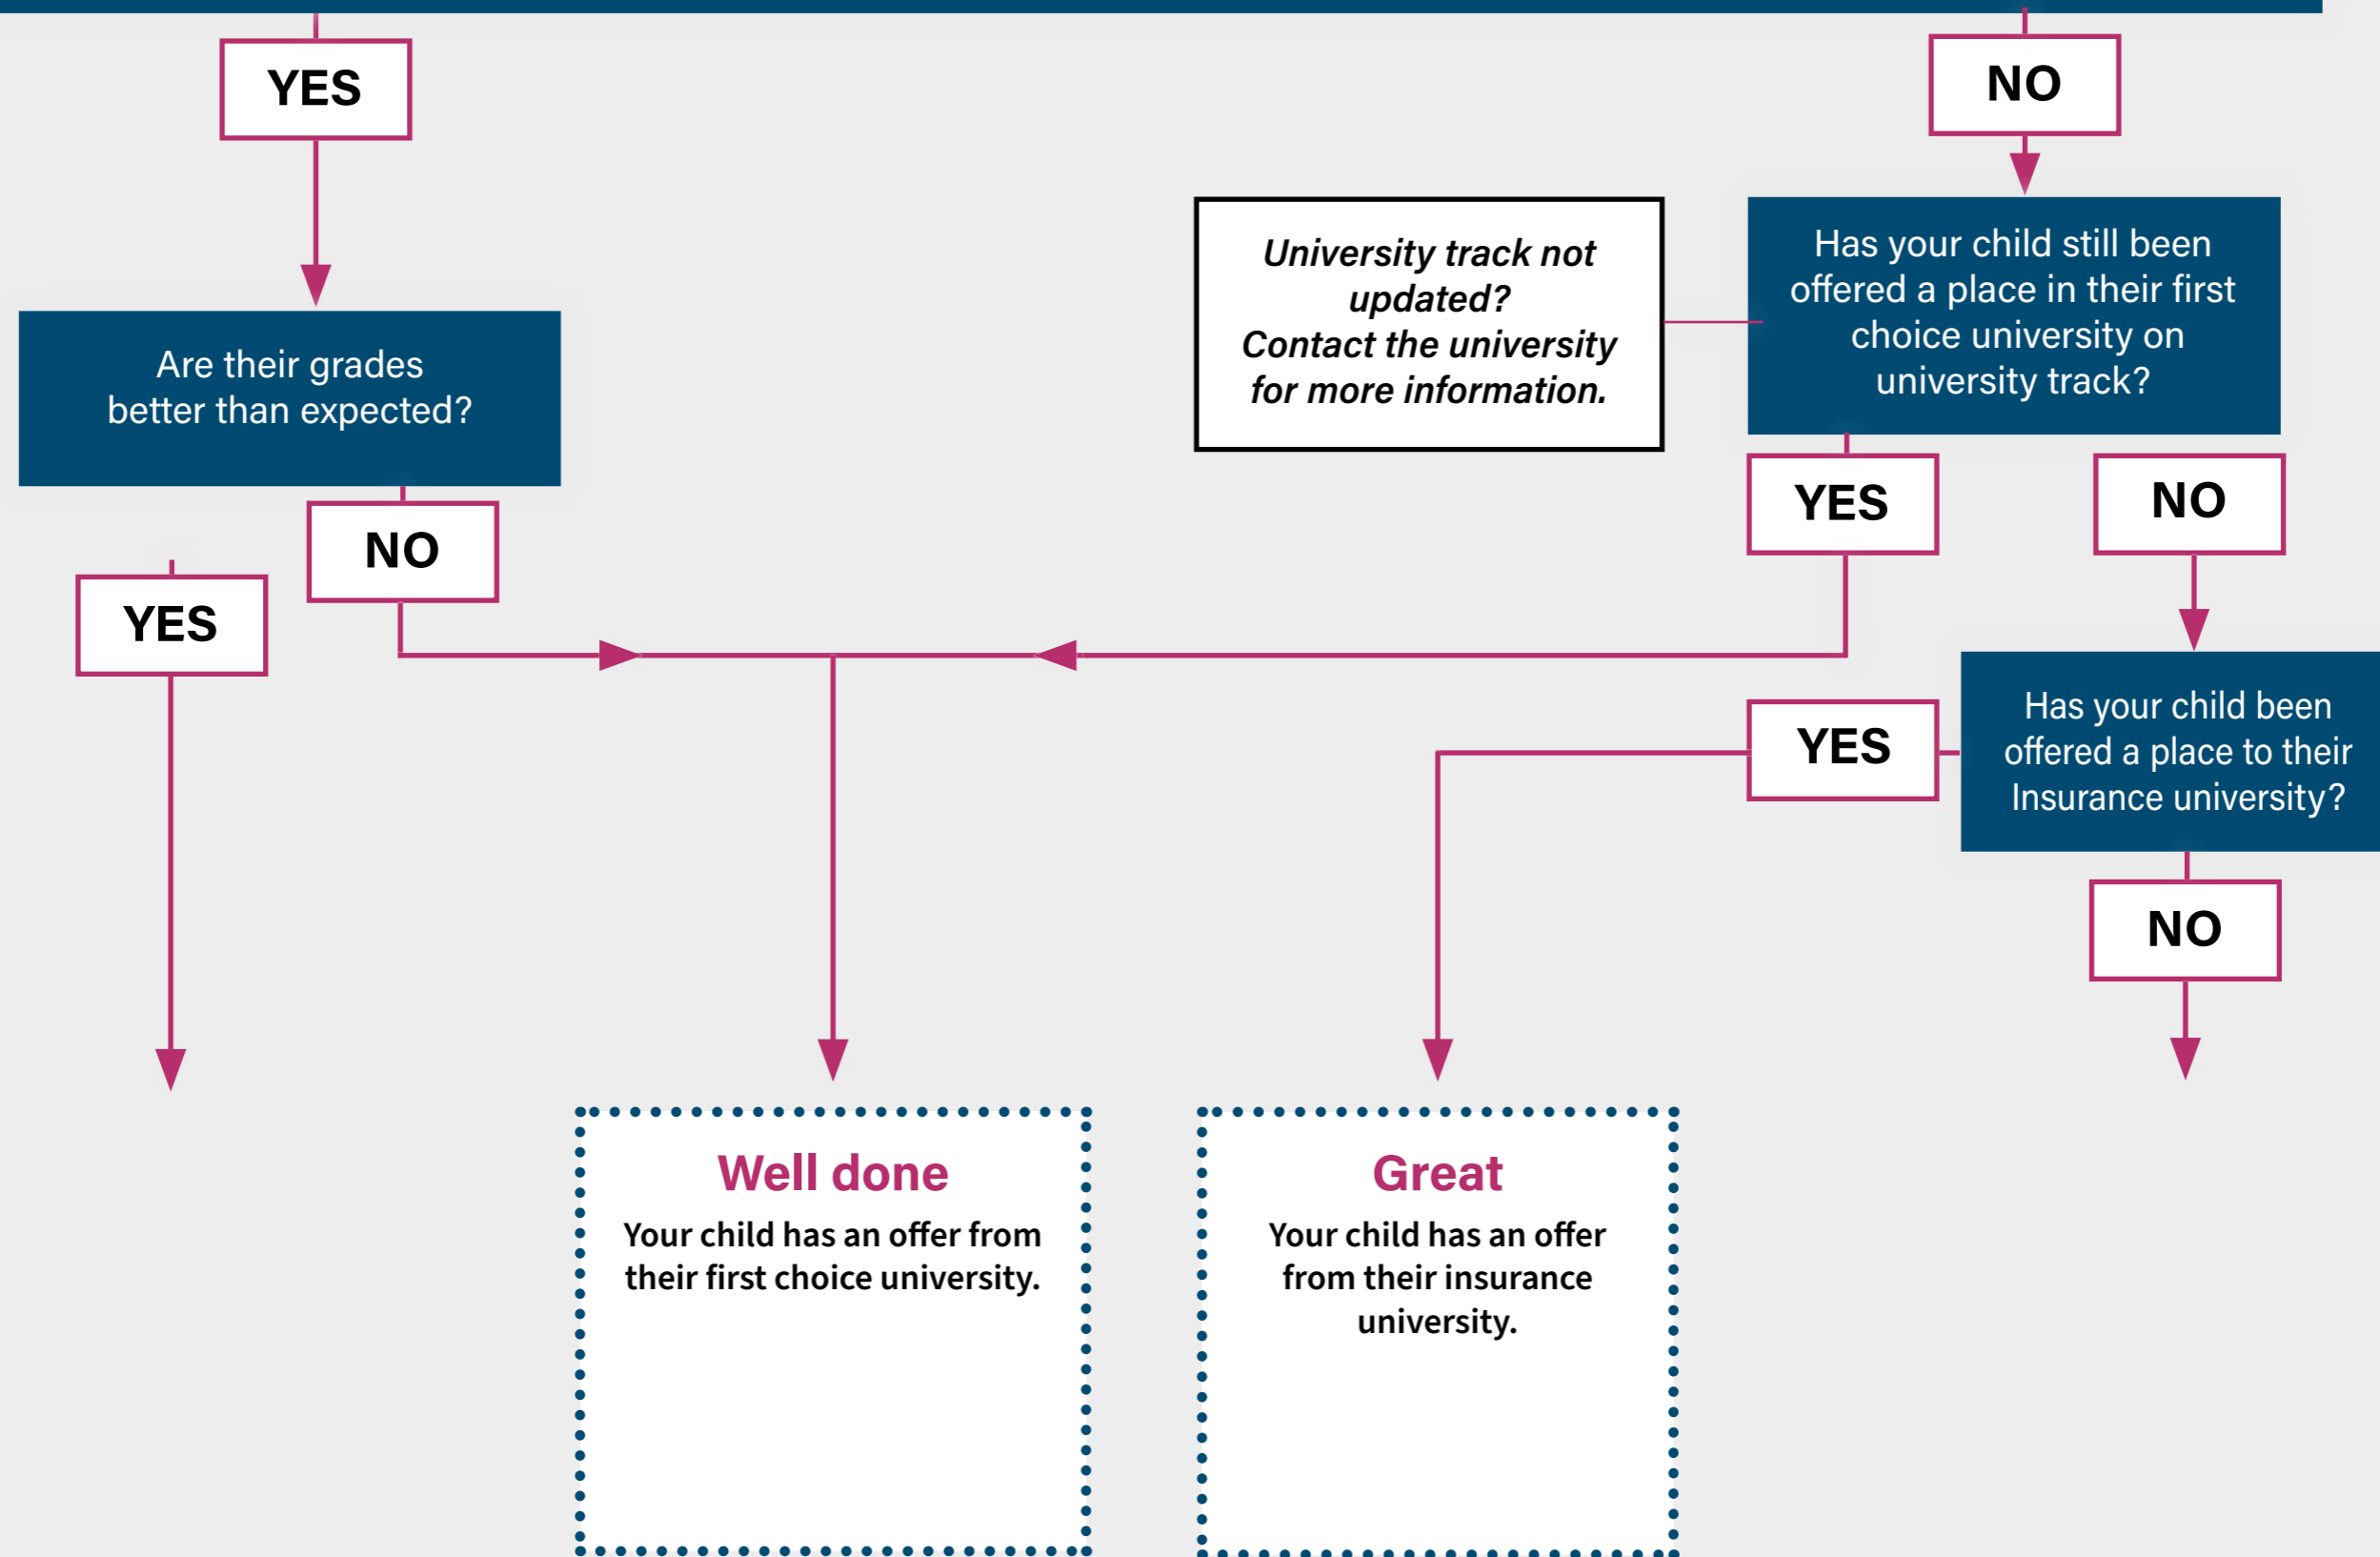 YES
NO
University track not
updated?
Contact the university
for more information.
Has your child still been
offered a place in their first
choice university on
university track?
Are their grades
better than expected?
YES
NO
NO
YES
Has your child been
offered a place to their
Insurance university?
YES
NO
Well done
Your child has an offer from
their first choice university.
Great
Your child has an offer
from their insurance
university.